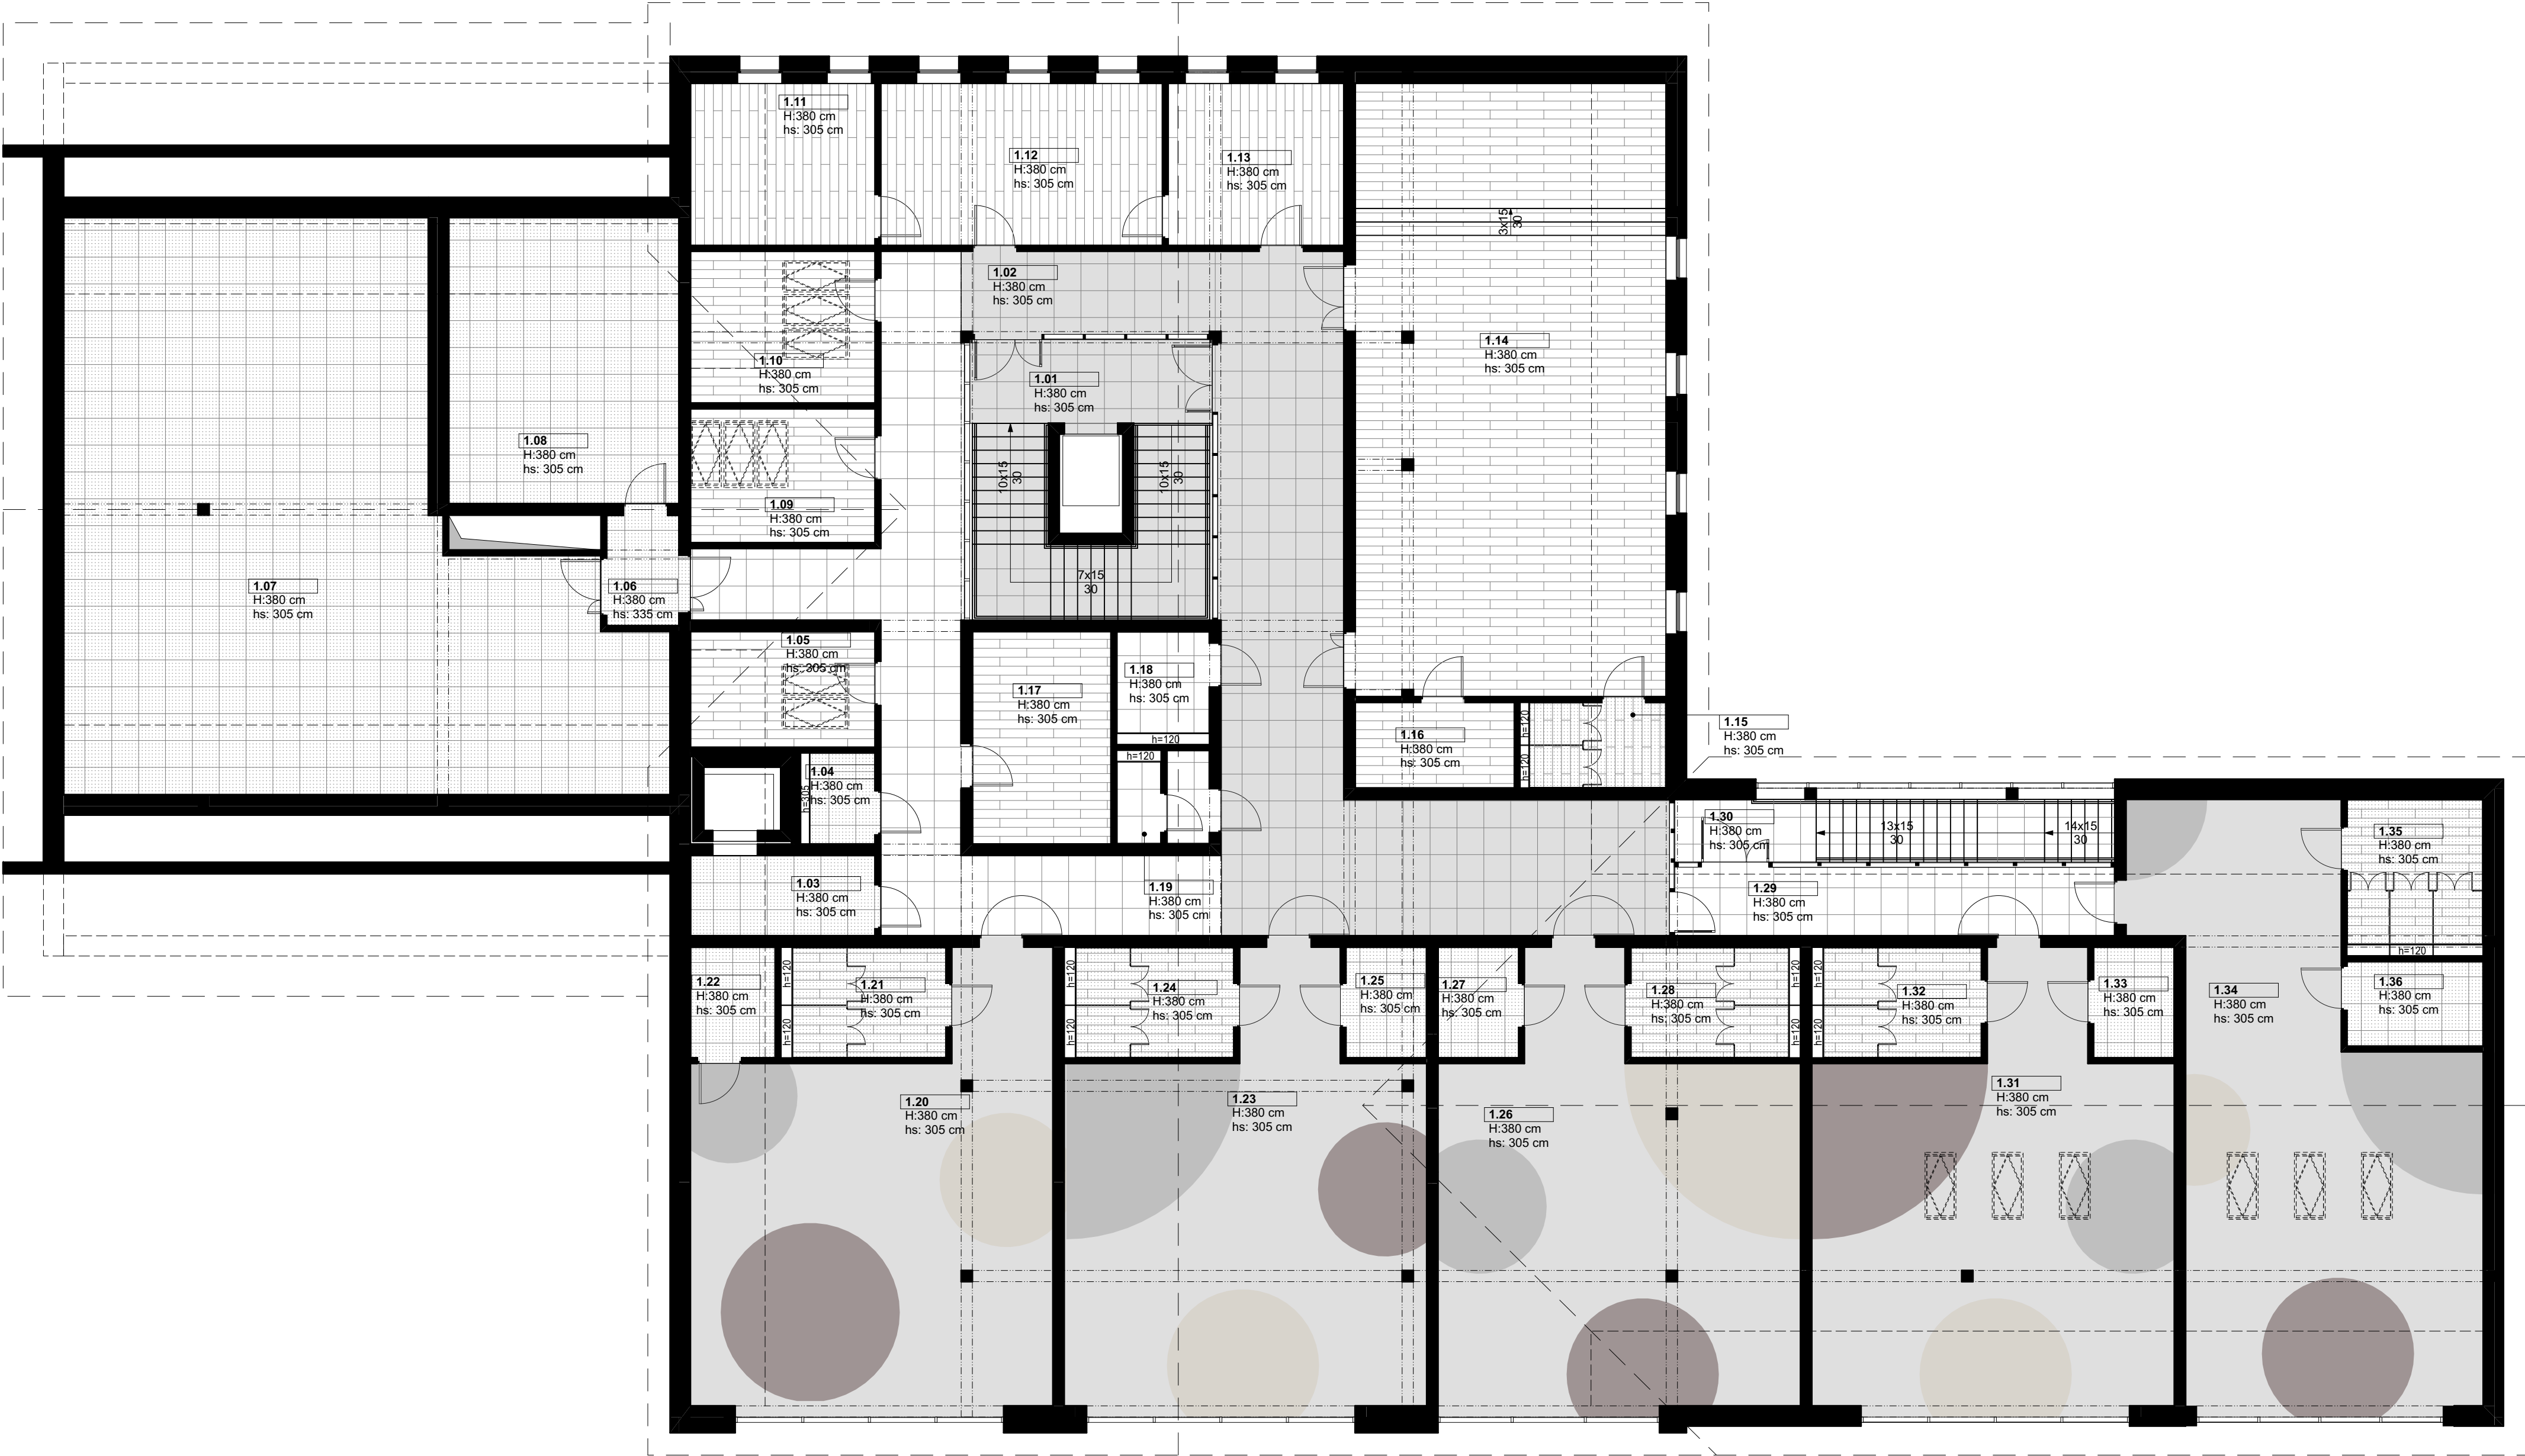 1.11
H:380 cm
hs: 305 cm
1.12
H:380 cm
hs: 305 cm
1.13
H:380 cm
hs: 305 cm
3x15
30
1.02
H:380 cm
hs: 305 cm
1.14
H:380 cm
hs: 305 cm
1.10
H:380 cm
hs: 305 cm
1.01
H:380 cm
hs: 305 cm
1.08
H:380 cm
hs: 305 cm
10x15
30
10x15
30
1.09
H:380 cm
hs: 305 cm
1.07
H:380 cm
hs: 305 cm
1.06
H:380 cm
hs: 335 cm
7x15
30
1.05
H:380 cm
hs: 305 cm
1.17
H:380 cm
hs: 305 cm
1.18
H:380 cm
hs: 305 cm
h=120
h=120
1.16
H:380 cm
hs: 305 cm
h=120
h=120
1.15
H:380 cm
hs: 305 cm
1.04
H:380 cm
hs: 305 cm
h=305
1.30
H:380 cm
hs: 305 cm
13x15
30
14x15
30
1.35
H:380 cm
hs: 305 cm
h=120
1.03
H:380 cm
hs: 305 cm
1.19
H:380 cm
hs: 305 cm
1.29
H:380 cm
hs: 305 cm
1.22
H:380 cm
hs: 305 cm
h=120
h=120
1.21
H:380 cm
hs: 305 cm
h=120
h=120
1.24
H:380 cm
hs: 305 cm
1.25
H:380 cm
hs: 305 cm
1.27
H:380 cm
hs: 305 cm
1.28
H:380 cm
hs: 305 cm
h=120
h=120
h=120
h=120
1.32
H:380 cm
hs: 305 cm
1.33
H:380 cm
hs: 305 cm
1.34
H:380 cm
hs: 305 cm
1.36
H:380 cm
hs: 305 cm
1.20
H:380 cm
hs: 305 cm
1.23
H:380 cm
hs: 305 cm
1.26
H:380 cm
hs: 305 cm
1.31
H:380 cm
hs: 305 cm